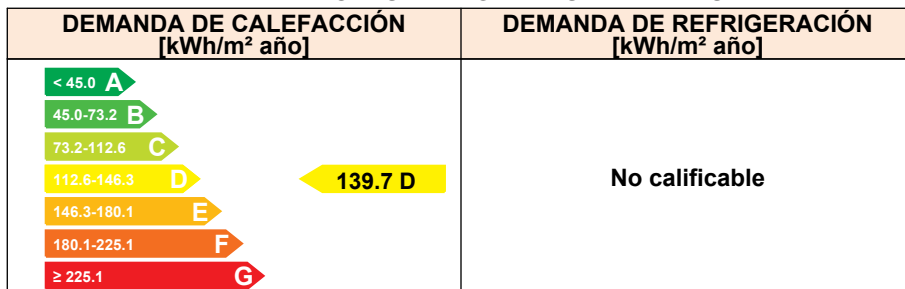 DEMANDA DE CALEFACCIÓN
[kWh/m² año]
DEMANDA DE REFRIGERACIÓN
[kWh/m² año]
< 45.0 A
45.0-73.2 B
73.2-112.6 C
112.6-146.3 D
139.7 D
146.3-180.1 E
180.1-225.1 F
≥ 225.1 G
No calificable